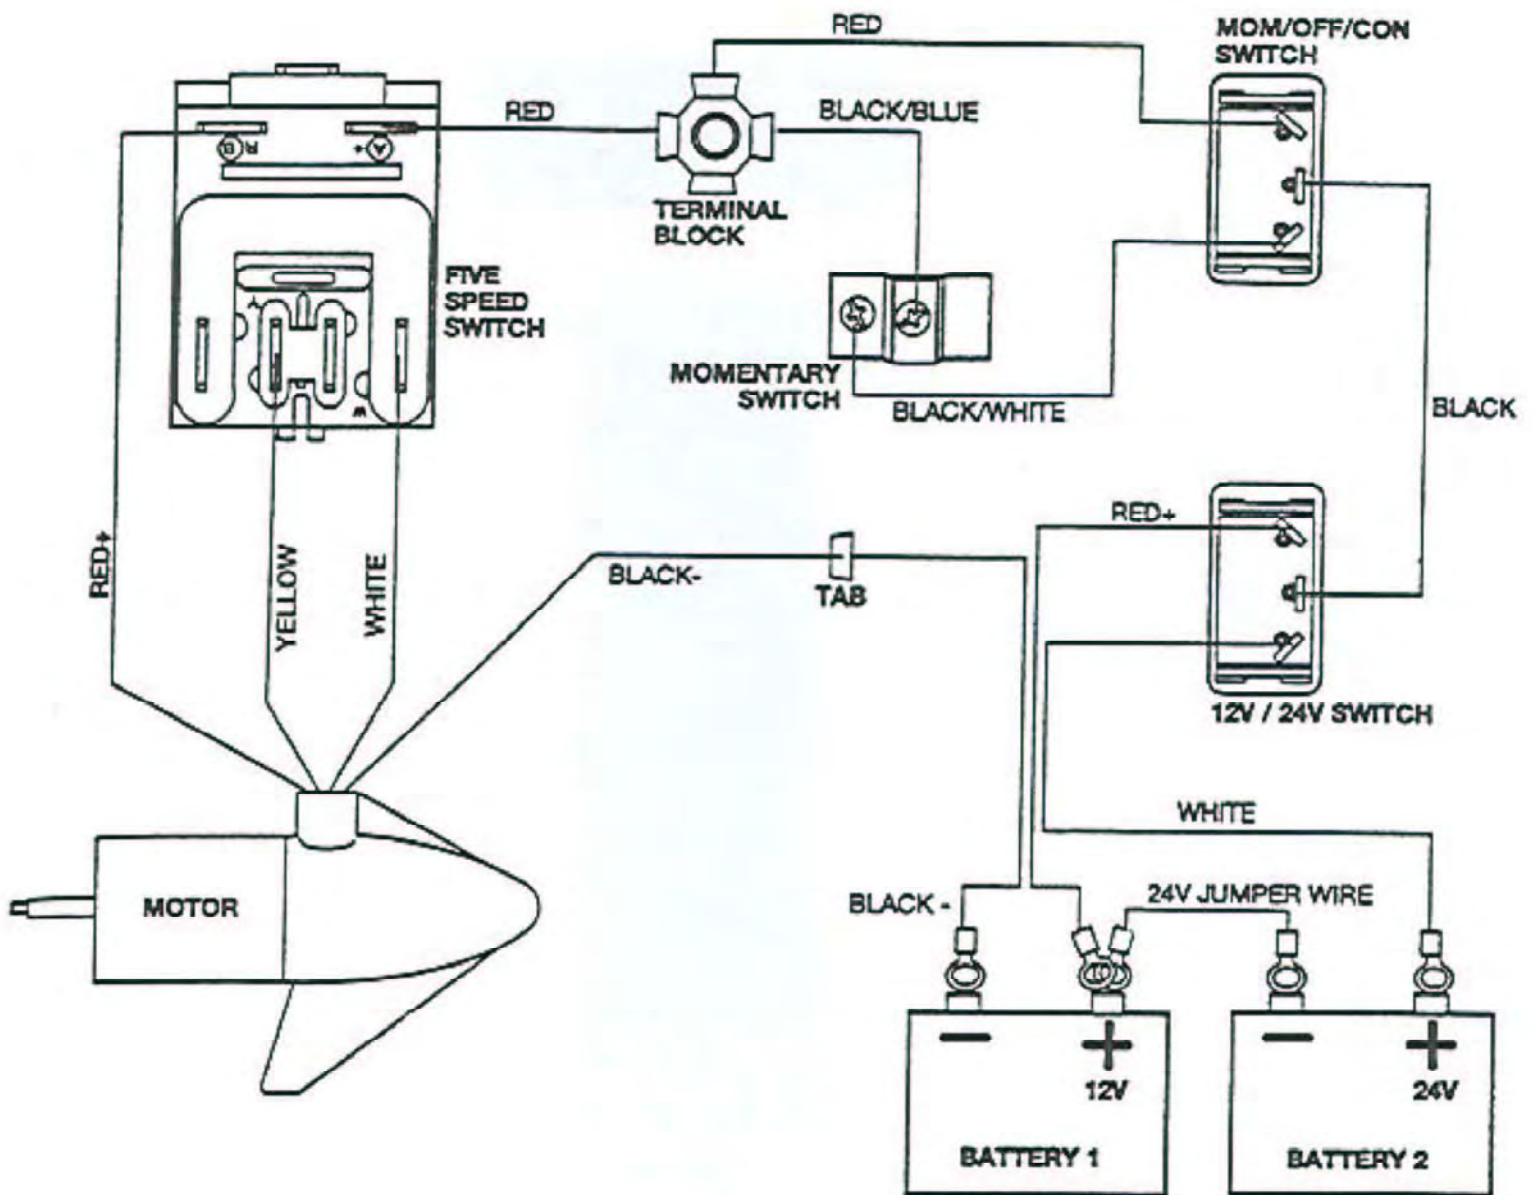 RED
MOM/OFF/CON
SWITCH
RED
BLACK/BLUE
R B
A +
TERMINAL
BLOCK
FIVE
SPEED
SWITCH
MOMENTARY
SWITCH
BLACK/WHITE
BLACK
RED+
RED+
YELLOW
WHITE
BLACK-
TAB
12V / 24V SWITCH
WHITE
BLACK -
24V JUMPER WIRE
MOTOR
12V
24V
BATTERY 1
BATTERY 2